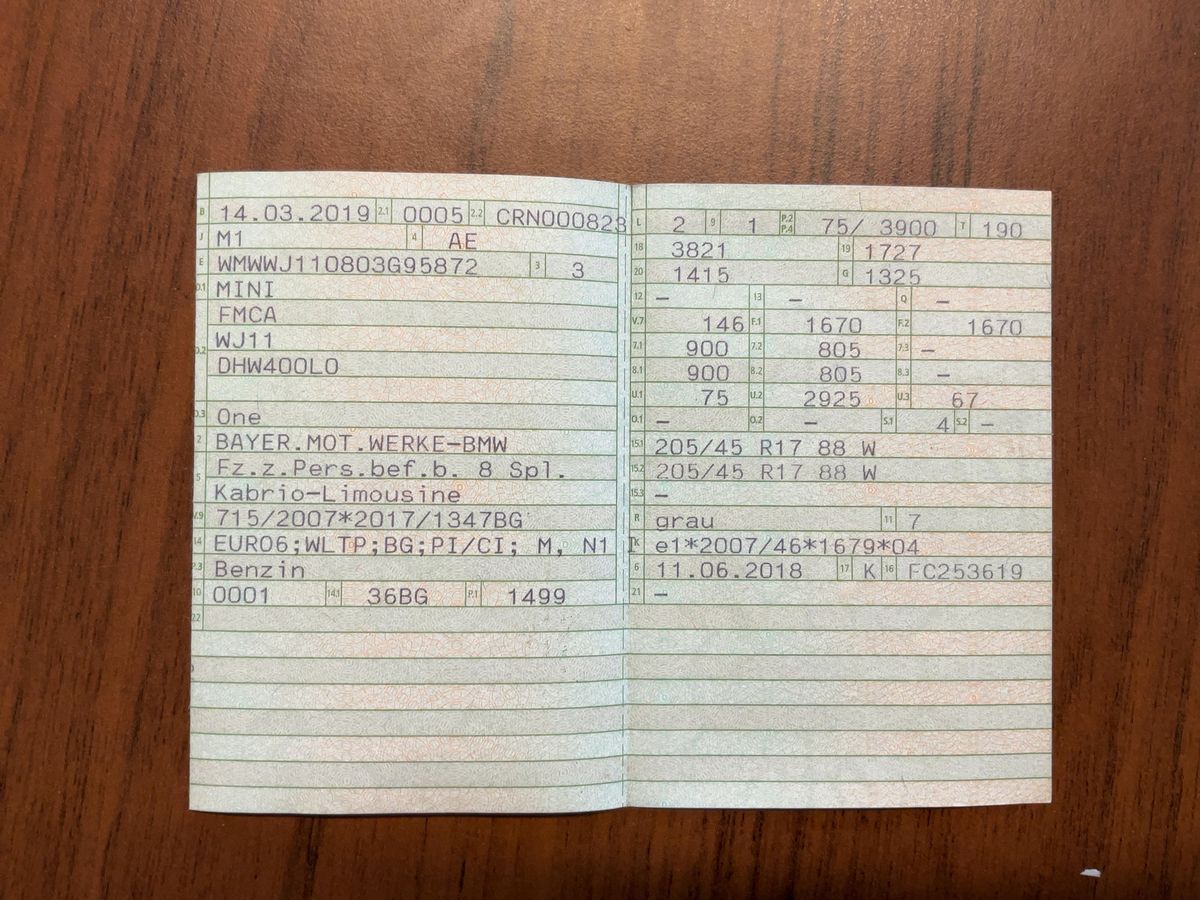 B 14.03.2019 2.1 0005 2.2 CRN000823
J M1 4 AE
E WMWWJ110803G95872 3 3
D.1 MINI
FMCA
D.2 WJ11
DHW400L0
D.3 One
2 BAYER.MOT.WERKE-BMW
5 Fz.z.Pers.bef.b. 8 Spl.
Kabrio-Limousine
V.9 715/2007*2017/1347BG
14 EURO6;WLTP;BG;PI/CI; M, N1 I
P.3 Benzin
10 0001 14.1 36BG P.1 1499
22
L 2 9 1 P.2 P.4 75/ 3900 T 190
18 3821 19 1727
20 1415 G 1325
12 – 13 – Q –
V.7 146 F.1 1670 F.2 1670
7.1 900 7.2 805 7.3 –
8.1 900 8.2 805 8.3 –
U.1 75 U.2 2925 U.3 67
O.1 – O.2 – S.1 4 S.2 –
15.1 205/45 R17 88 W
15.2 205/45 R17 88 W
15.3 –
R grau 11 7
K e1*2007/46*1679*04
6 11.06.2018 17 K 16 FC253619
21 –